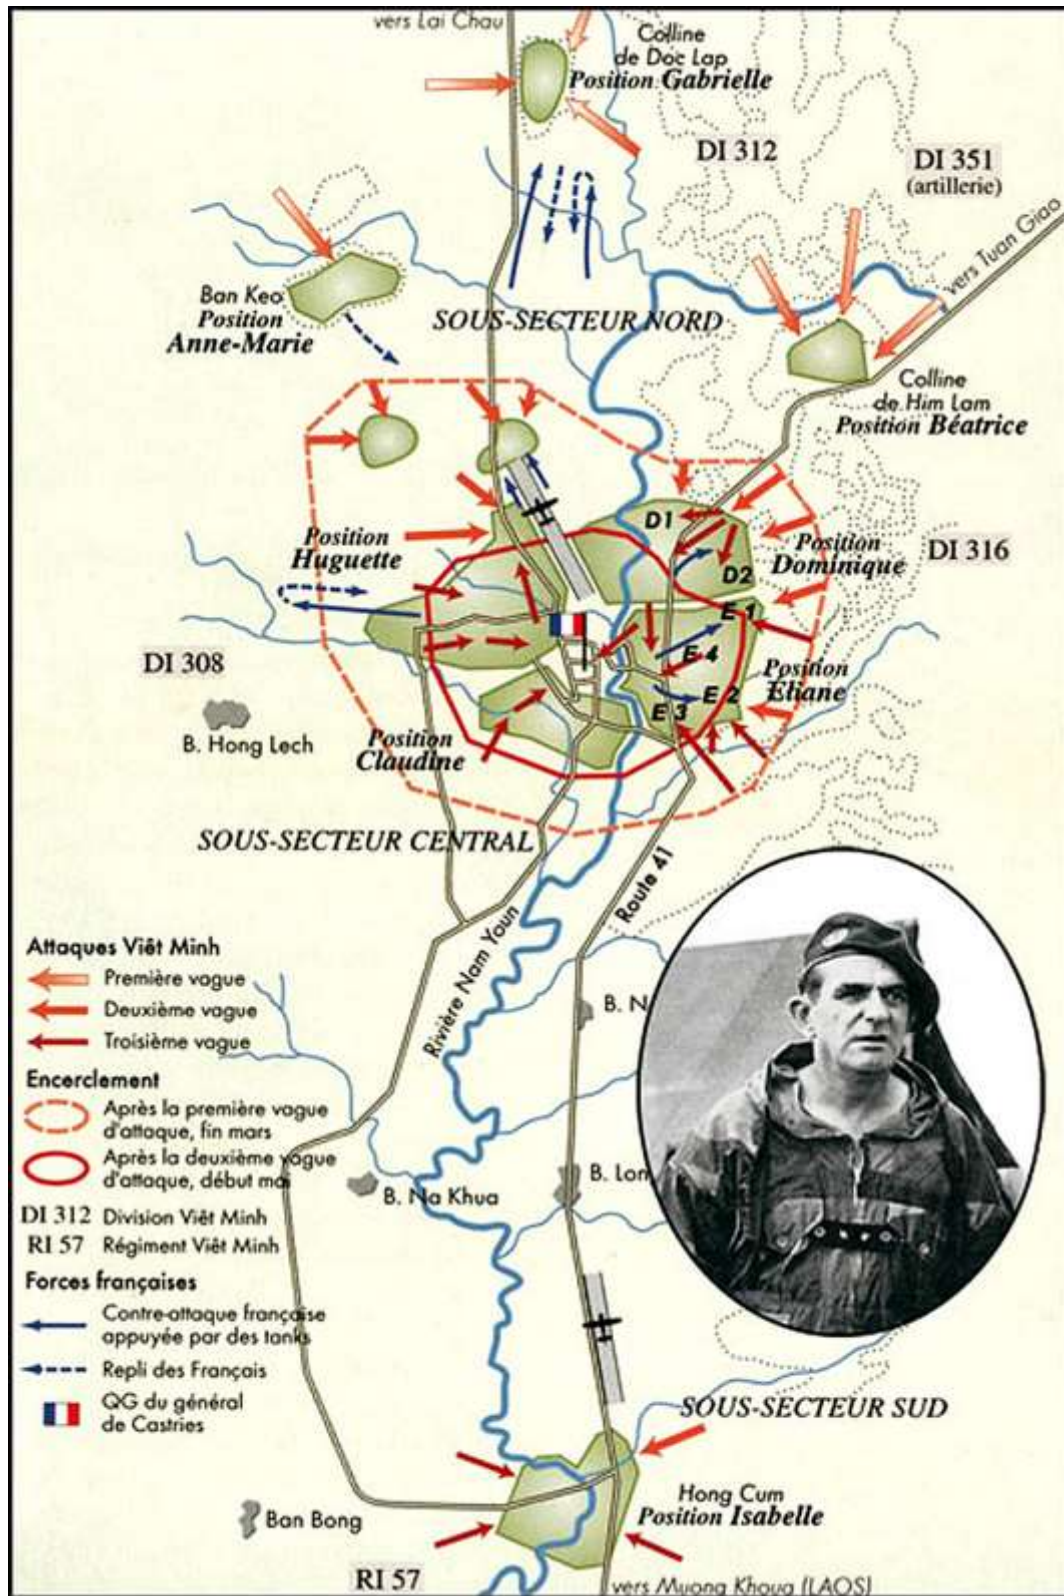 vers Lai Chau
Colline
de Doc Lap
Position Gabrielle
DI 312
DI 351
(artillerie)
vers Tuan Giao
Ban Keo
Position
Anne-Marie
SOUS-SECTEUR NORD
Colline
de Him Lam
Position Béatrice
Position
Huguette
D1
D2
Position
Dominique
DI 316
E 1
E 4
E 2
E 3
Position
Éliane
DI 308
B. Hong Lech
Position
Claudine
SOUS-SECTEUR CENTRAL
Route 41
Rivière Nam Youn
Attaques Viêt Minh
Première vague
Deuxième vague
Troisième vague
Encerclement
Après la première vague
d'attaque, fin mars
Après la deuxième vague
d'attaque, début mai
DI 312 Division Viêt Minh
RI 57 Régiment Viêt Minh
Forces françaises
Contre-attaque française
appuyée par des tanks
Repli des Français
QG du général
de Castries
B. N
B. Na Khua
B. Lon
SOUS-SECTEUR SUD
Hong Cum
Position Isabelle
Ban Bong
RI 57
vers Muong Khoua (LAOS)